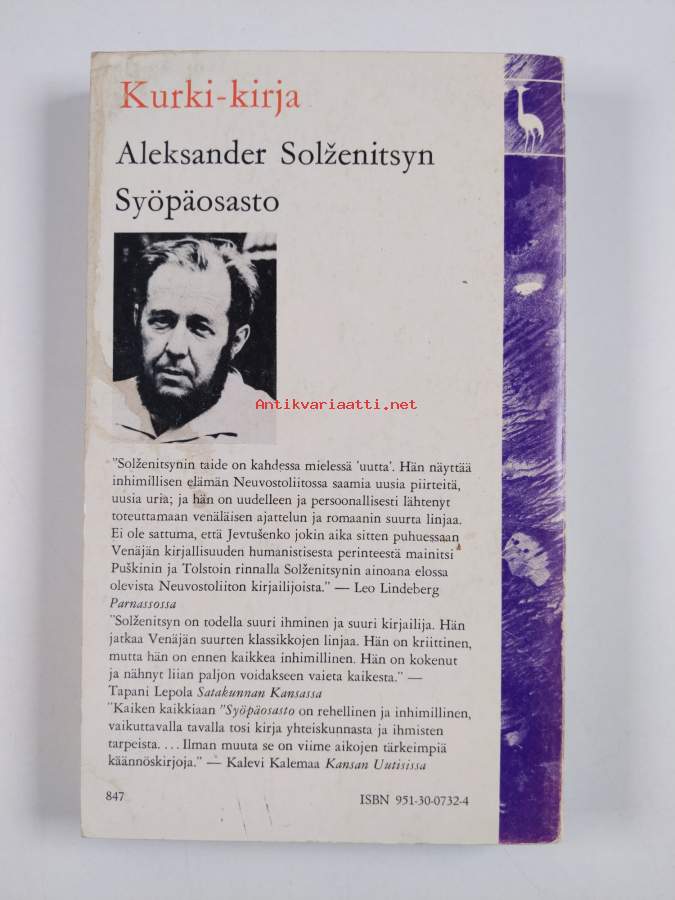 Kurki-kirja
Aleksander Solženitsyn
Syöpäosasto
Antikvariaatti.net
"Solženitsynin taide on kahdessa mielessä 'uutta'. Hän näyttää
inhimillisen elämän Neuvostoliitossa saamia uusia piirteitä,
uusia uria; ja hän on uudelleen ja persoonallisesti lähtenyt
toteuttamaan venäläisen ajattelun ja romaanin suurta linjaa.
Ei ole sattuma, että Jevtušenko jokin aika sitten puhuessaan
Venäjän kirjallisuuden humanistisesta perinteestä mainitsi
Puškinin ja Tolstoin rinnalla Solženitsynin ainoana elossa
olevista Neuvostoliiton kirjailijoista." — Leo Lindeberg
Parnassossa
"Solženitsyn on todella suuri ihminen ja suuri kirjailija. Hän
jatkaa Venäjän suurten klassikkojen linjaa. Hän on kriittinen,
mutta hän on ennen kaikkea inhimillinen. Hän on kokenut
ja nähnyt liian paljon voidakseen vaieta kaikesta." —
Tapani Lepola Satakunnan Kansassa
"Kaiken kaikkiaan "Syöpäosasto on rehellinen ja inhimillinen,
vaikuttavalla tavalla tosi kirja yhteiskunnasta ja ihmisten
tarpeista. ... Ilman muuta se on viime aikojen tärkeimpiä
käännöskirjoja." — Kalevi Kalemaa Kansan Uutisissa
847
ISBN 951-30-0732-4